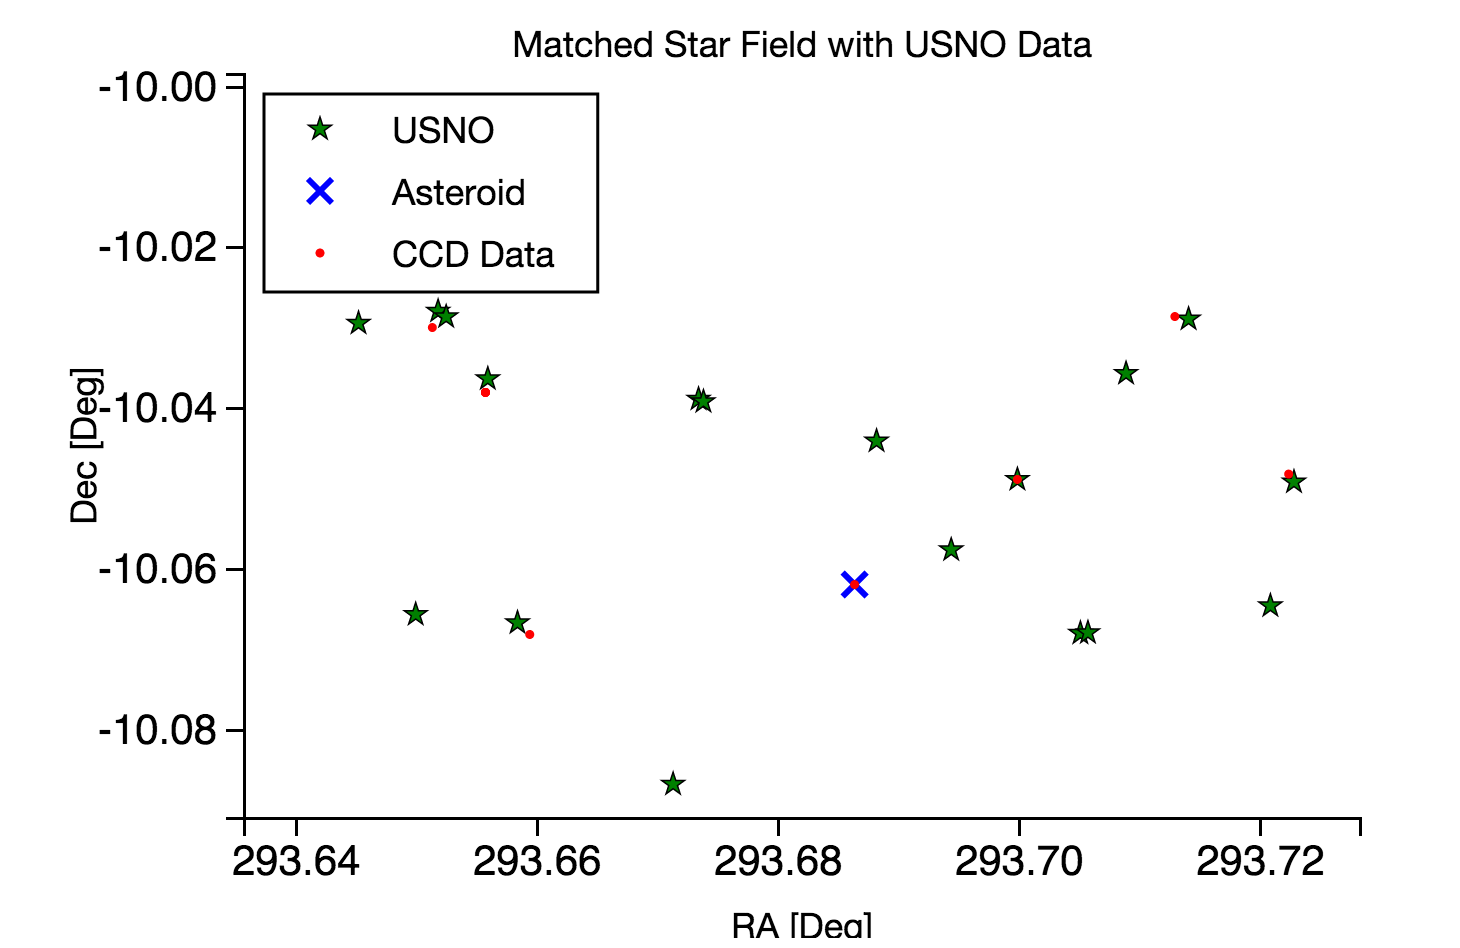 Matched Star Field with USNO Data
-10.00
USNO
Asteroid
-10.02
CCD Data
Dec [Deg]
-10.04
-10.06
-10.08
293.64 293.66 293.68 293.70 293.72
RA [Deg]